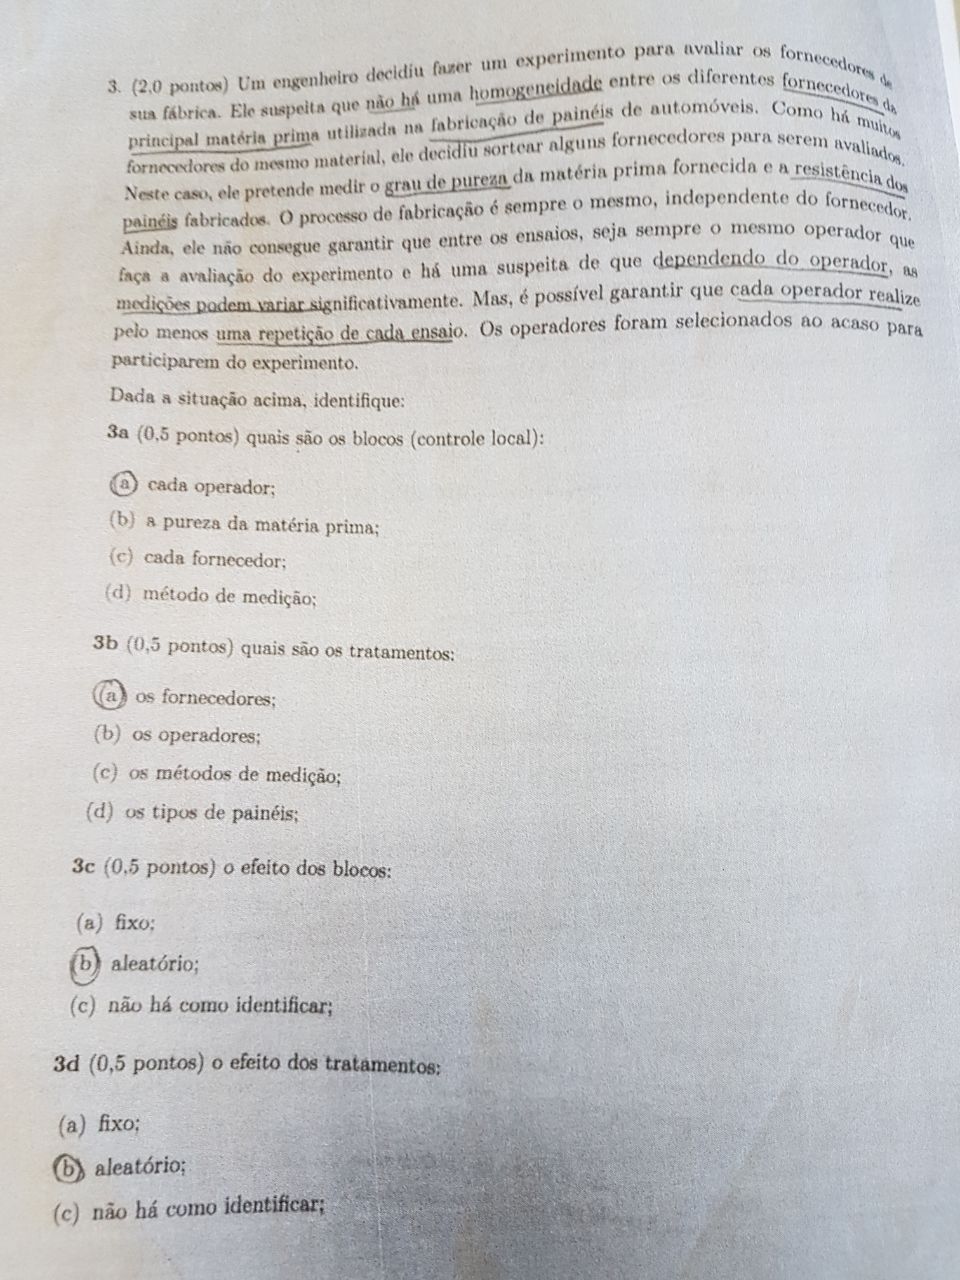 3. (2,0 pontos) Um engenheiro decidiu fazer um experimento para avaliar os fornecedores de
sua fábrica. Ele suspeita que não há uma homogeneidade entre os diferentes fornecedores da
principal matéria prima utilizada na fabricação de painéis de automóveis. Como há muitos
fornecedores do mesmo material, ele decidiu sortear alguns fornecedores para serem avaliados.
Neste caso, ele pretende medir o grau de pureza da matéria prima fornecida e a resistência dos
painéis fabricados. O processo de fabricação é sempre o mesmo, independente do fornecedor.
Ainda, ele não consegue garantir que entre os ensaios, seja sempre o mesmo operador que
faça a avaliação do experimento e há uma suspeita de que dependendo do operador, as
medições podem variar significativamente. Mas, é possível garantir que cada operador realize
pelo menos uma repetição de cada ensaio. Os operadores foram selecionados ao acaso para
participarem do experimento.
Dada a situação acima, identifique:
3a (0,5 pontos) quais são os blocos (controle local):
(a) cada operador;
(b) a pureza da matéria prima;
(c) cada fornecedor;
(d) método de medição;
3b (0,5 pontos) quais são os tratamentos:
(a) os fornecedores;
(b) os operadores;
(c) os métodos de medição;
(d) os tipos de painéis;
3c (0,5 pontos) o efeito dos blocos:
(a) fixo;
(b) aleatório;
(c) não há como identificar;
3d (0,5 pontos) o efeito dos tratamentos:
(a) fixo;
(b) aleatório;
(c) não há como identificar;